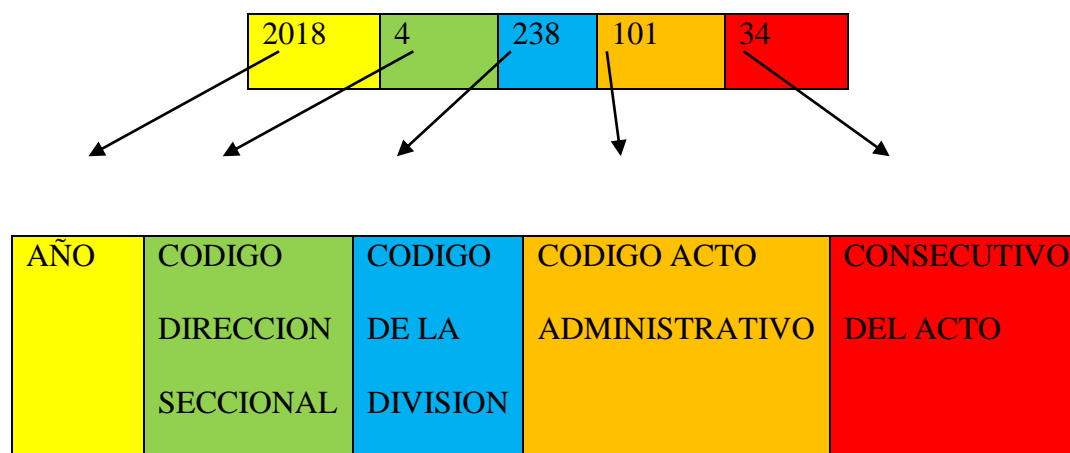 2018 4 238 101 34
AÑO CODIGO CODIGO CODIGO ACTO CONSECUTIVO
DIRECCION DE LA ADMINISTRATIVO DEL ACTO
SECCIONAL DIVISION